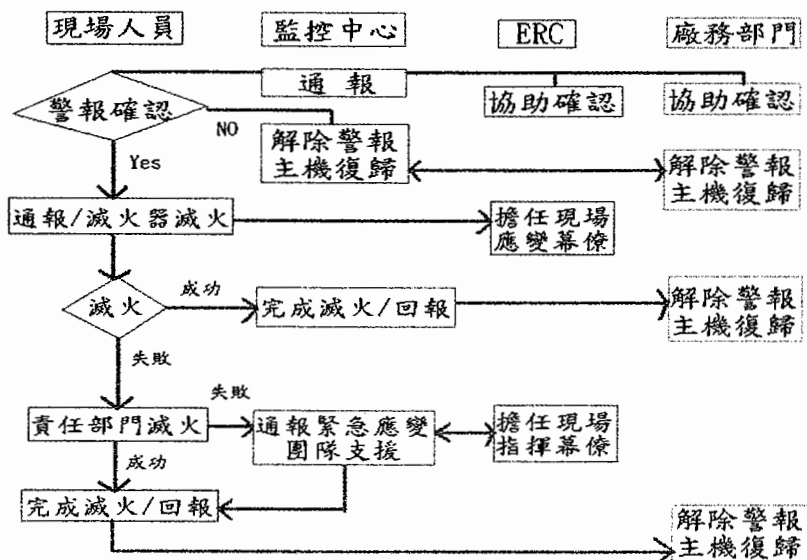 現場人員
監控中心
ERC
廠務部門
通報
警報確認
協助確認
協助確認
NO
Yes
解除警報
主機復歸
解除警報
主機復歸
通報/滅火器滅火
擔任現場
應變幕僚
滅火
成功
完成滅火/回報
解除警報
主機復歸
失敗
責任部門滅火
失敗
通報緊急應變
團隊支援
擔任現場
指揮幕僚
成功
完成滅火/回報
解除警報
主機復歸